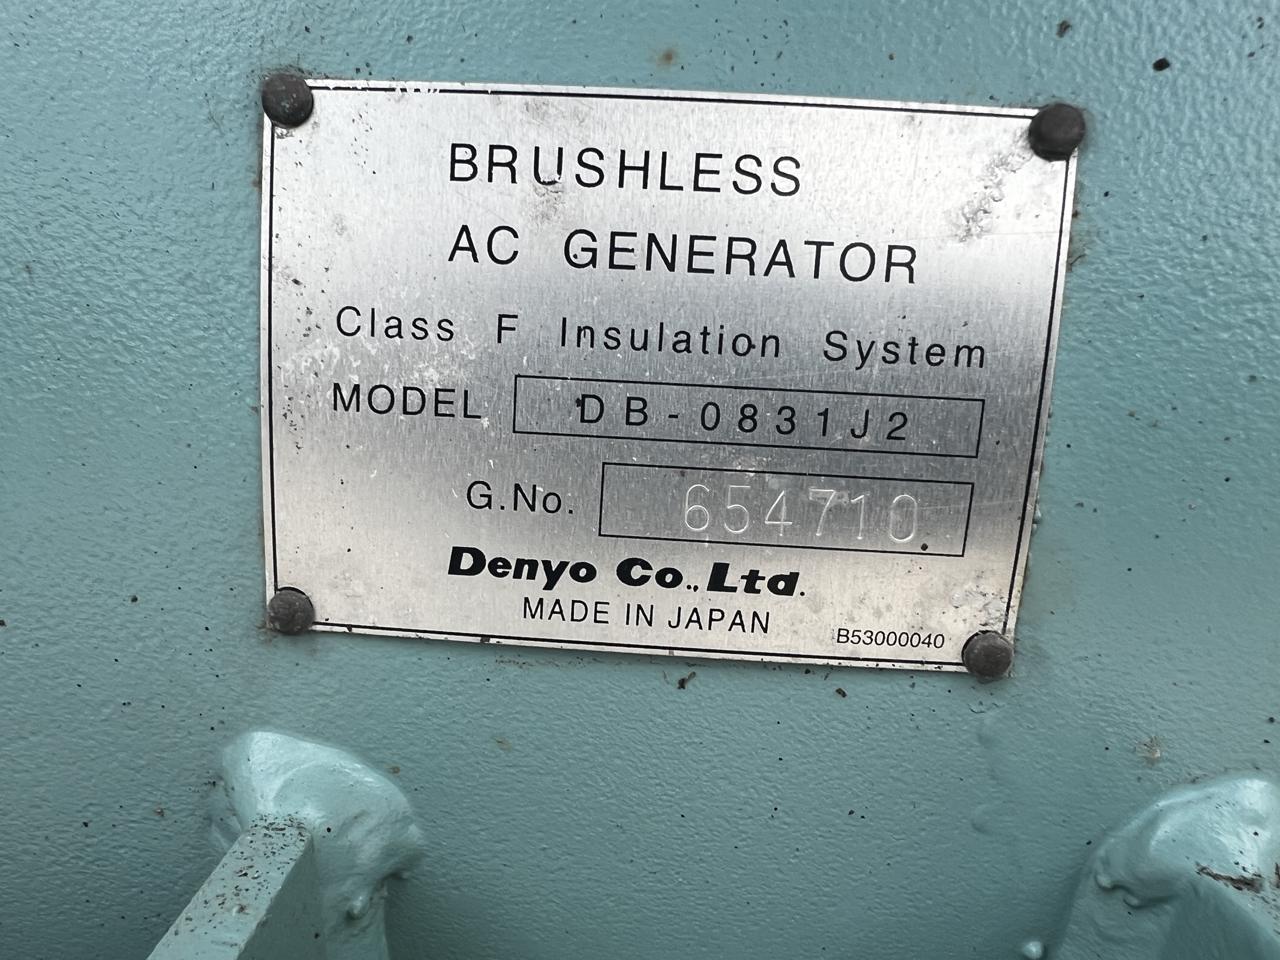 BRUSHLESS
AC GENERATOR
Class F Insulation System
MODEL DB-0831J2
G.No. 654710
Denyo Co., Ltd.
MADE IN JAPAN
B53000040